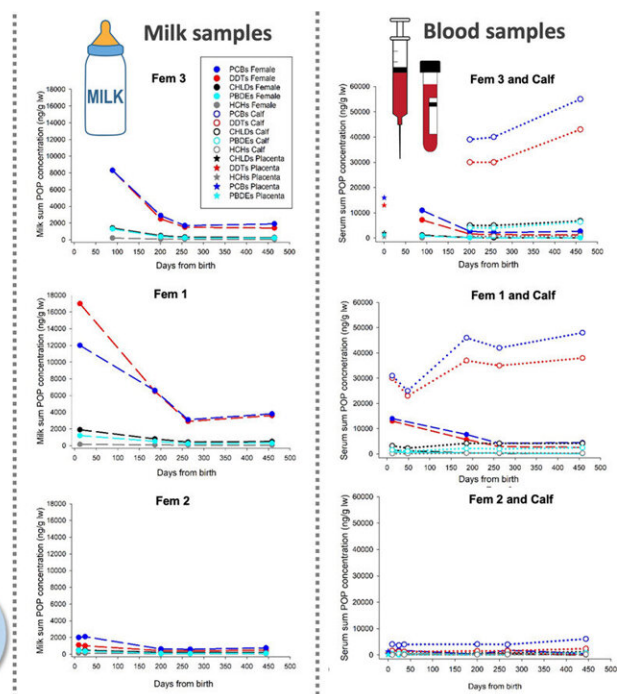 Milk samples
Blood samples
MILK
Fem 3
PCBs Female
DDTs Female
CHLDs Female
PBDEs Female
HCHs Female
PCBs Calf
DDTs Calf
CHLDs Calf
PBDEs Calf
HCHs Calf
CHLDs Placenta
DDTs Placenta
HCHs Placenta
PCBs Placenta
PBDEs Placenta
Milk sum POP concentration (ng/g lw)
18000
16000
14000
12000
10000
8000
6000
4000
2000
0
0 50 100 150 200 250 300 350 400 450 500
Days from birth
Fem 3 and Calf
Serum sum POP concentration (ng/g lw)
60000
50000
40000
30000
20000
10000
0
0 50 100 150 200 250 300 350 400 450 500
Days from birth
Fem 1
Milk sum POP concentration (ng/g lw)
18000
16000
14000
12000
10000
8000
6000
4000
2000
0
0 50 100 150 200 250 300 350 400 450 500
Days from birth
Fem 1 and Calf
Serum sum POP concnetration (ng/g lw)
60000
50000
40000
30000
20000
10000
0
0 50 100 150 200 250 300 350 400 450 500
Days from birth
Fem 2
Milk sum POP concentration (ng/g lw)
18000
16000
14000
12000
10000
8000
6000
4000
2000
0
0 50 100 150 200 250 300 350 400 450 500
Days from birth
Fem 2 and Calf
Serum sum POP concentration (ng/g lw)
60000
50000
40000
30000
20000
10000
0
0 50 100 150 200 250 300 350 400 450 500
Days from birth